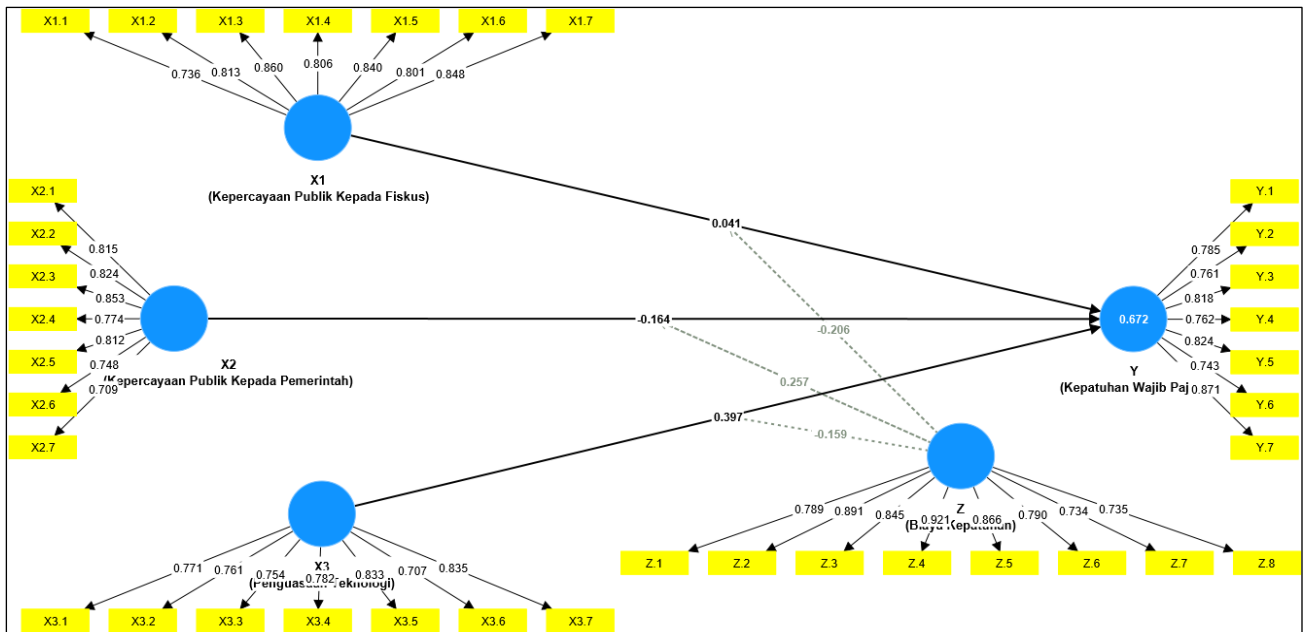 X1.1 X1.2 X1.3 X1.4 X1.5 X1.6 X1.7
0.736 0.813 0.860 0.806 0.840 0.801 0.848
X1
(Kepercayaan Publik Kepada Fiskus)
X2.1
X2.2
X2.3
X2.4
X2.5
X2.6
X2.7
0.815
0.824
0.853
0.774
0.812
0.748
0.709
X2
(Kepercayaan Publik Kepada Pemerintah)
0.041
-0.164
0.397
-0.206
0.257
-0.159
0.672
Y
(Kepatuhan Wajib Paj
0.785
0.761
0.818
0.762
0.824
0.743
0.871
Y.1
Y.2
Y.3
Y.4
Y.5
Y.6
Y.7
Z
(Biaya Kepatuhan)
0.789 0.891 0.845 0.921 0.866 0.790 0.734 0.735
Z.1 Z.2 Z.3 Z.4 Z.5 Z.6 Z.7 Z.8
X3
(Penguasaan Teknologi)
0.771 0.761 0.754 0.782 0.833 0.707 0.835
X3.1 X3.2 X3.3 X3.4 X3.5 X3.6 X3.7